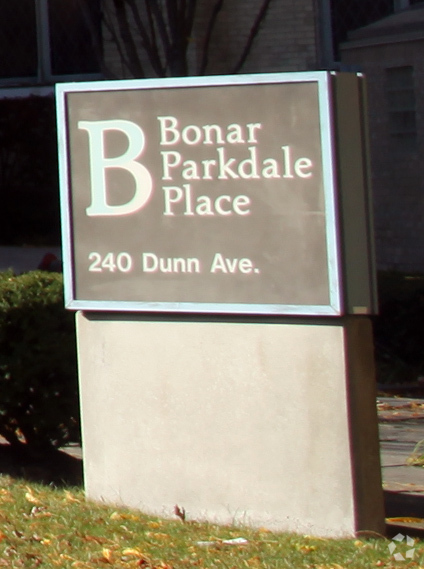 B
Bonar
Parkdale
Place
240 Dunn Ave.